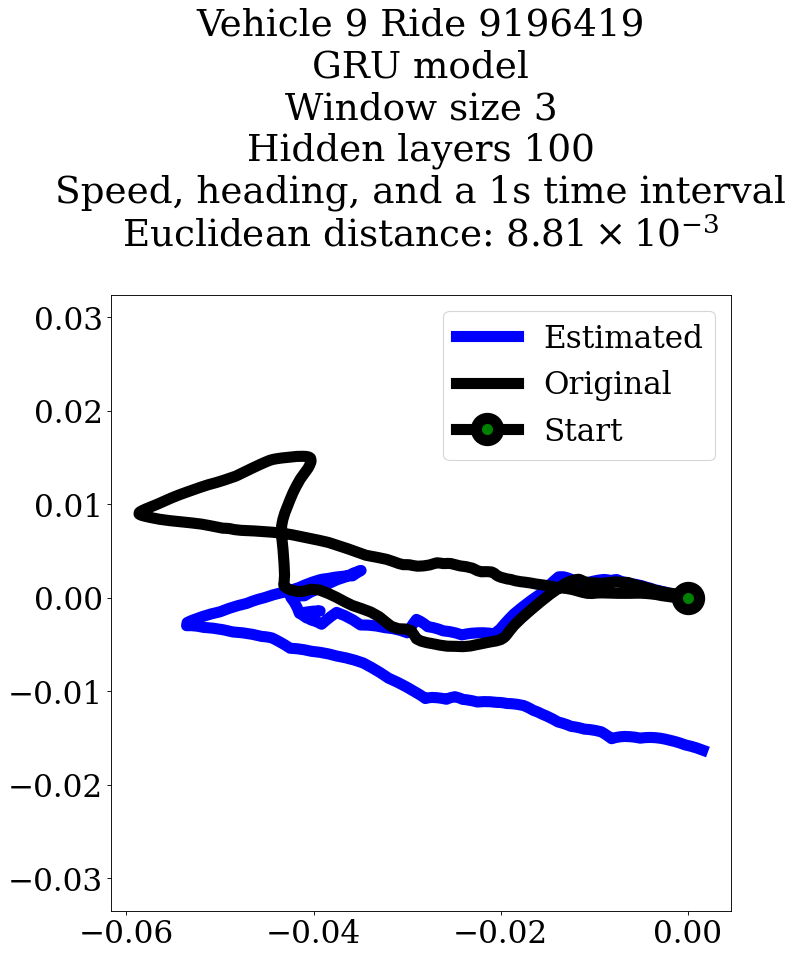 Vehicle 9 Ride 9196419
GRU model
Window size 3
Hidden layers 100
Speed, heading, and a 1s time interval
Euclidean distance: 8.81 × 10⁻³
Estimated
Original
Start
0.03
0.02
0.01
0.00
−0.01
−0.02
−0.03
−0.06 −0.04 −0.02 0.00